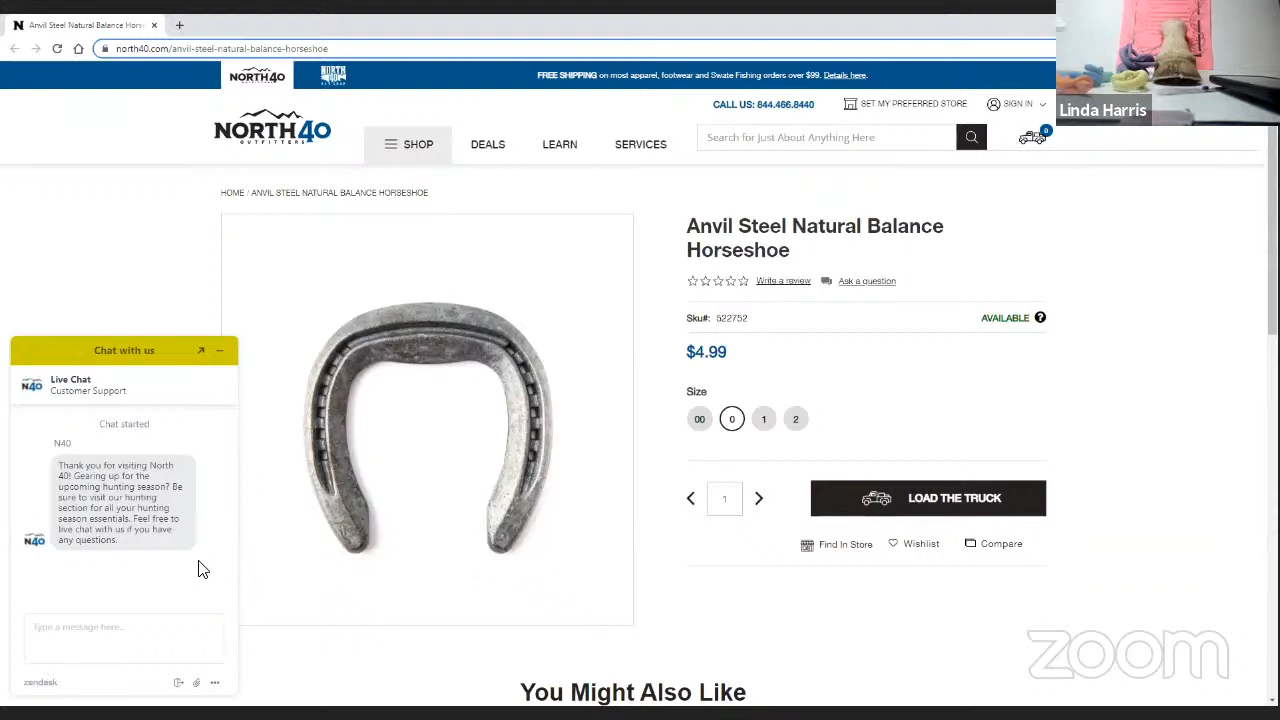 Anvil Steel Natural Balance Horses
north40.com/anvil-steel-natural-balance-horseshoe
NORTH40
FREE SHIPPING on most apparel, footwear and Swate Fishing orders over $99. Details here.
Linda Harris
CALL US: 844.466.8440
SET MY PREFERRED STORE
SIGN IN
NORTH40
OUTFITTERS
SHOP
DEALS
LEARN
SERVICES
Search for Just About Anything Here
0
HOME / ANVIL STEEL NATURAL BALANCE HORSESHOE
Anvil Steel Natural Balance
Horseshoe
Write a review
Ask a question
Sku#: 522752
AVAILABLE ?
$4.99
Size
00
0
1
2
1
LOAD THE TRUCK
Find In Store
Wishlist
Compare
Chat with us
N40
Live Chat
Customer Support
Chat started
N40
Thank you for visiting North
40! Gearing up for the
upcoming hunting season? Be
sure to visit our hunting
section for all your hunting
season essentials. Feel free to
live chat with us if you have
any questions.
N40
Type a message here...
zendesk
zoom
You Might Also Like